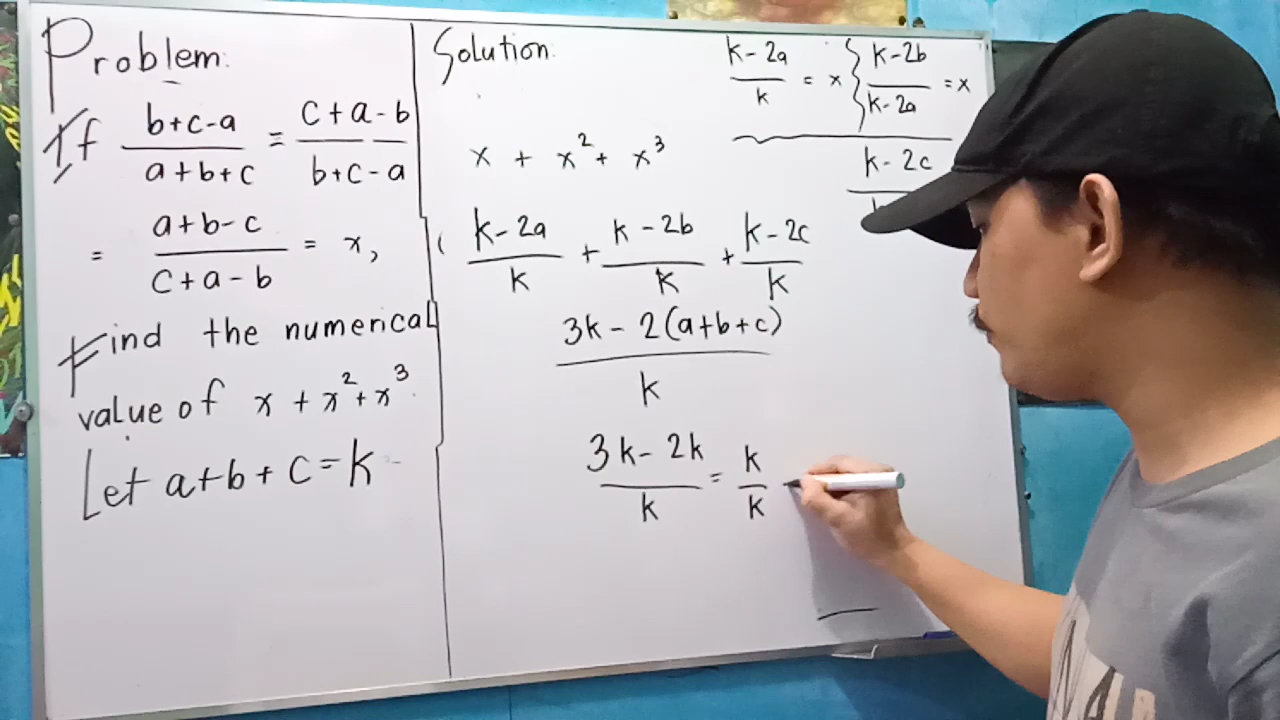 Problem:
If (b+c-a)/(a+b+c) = (c+a-b)/(b+c-a)
= (a+b-c)/(c+a-b) = x,
Find the numerical
value of x + x² + x³.
Let a+b+c=k
Solution:
(k-2a)/k = x } (k-2b)/(k-2a) = x
k-2c
x + x² + x³
(k-2a)/k + (k-2b)/k + (k-2c)/k
(3k-2(a+b+c))/k
(3k-2k)/k = k/k